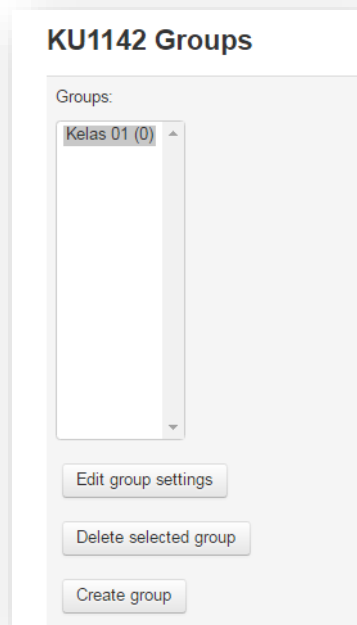 KU1142 Groups
Groups:
Kelas 01 (0)
Edit group settings
Delete selected group
Create group